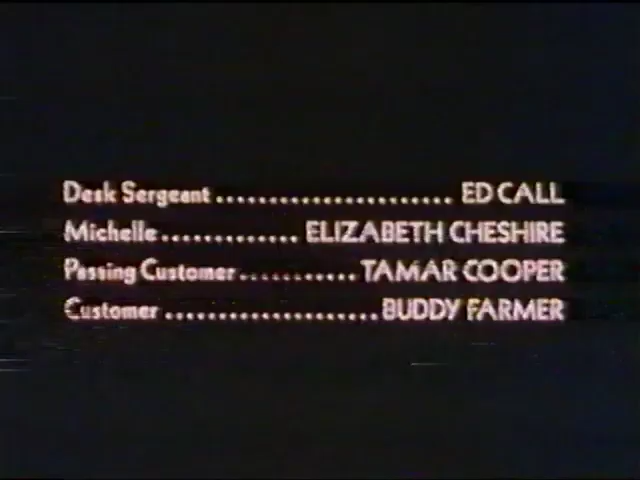 Desk Sergeant ...................... ED CALL
Michelle ............. ELIZABETH CHESHIRE
Passing Customer ........... TAMAR COOPER
Customer .................... BUDDY FARMER